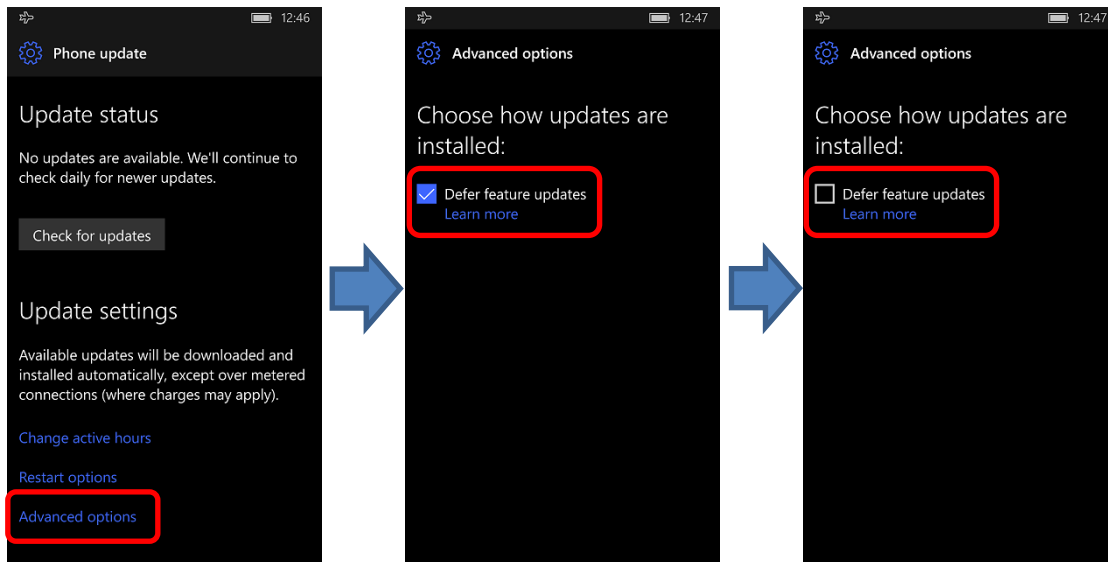 12:46
Phone update
Update status
No updates are available. We'll continue to
check daily for newer updates.
Check for updates
Update settings
Available updates will be downloaded and
installed automatically, except over metered
connections (where charges may apply).
Change active hours
Restart options
Advanced options
12:47
Advanced options
Choose how updates are
installed:
Defer feature updates
Learn more
12:47
Advanced options
Choose how updates are
installed:
Defer feature updates
Learn more